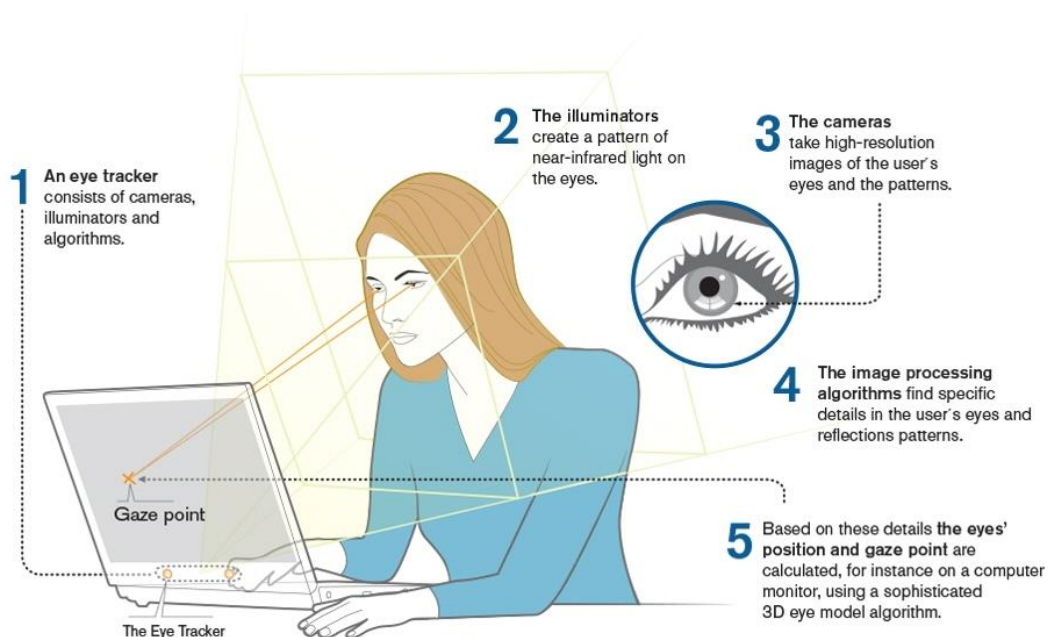 1
An eye tracker
consists of cameras,
illuminators and
algorithms.
2
The illuminators
create a pattern of
near-infrared light on
the eyes.
3
The cameras
take high-resolution
images of the user's
eyes and the patterns.
4
The image processing
algorithms find specific
details in the user's eyes and
reflections patterns.
5
Based on these details the eyes'
position and gaze point are
calculated, for instance on a computer
monitor, using a sophisticated
3D eye model algorithm.
Gaze point
The Eye Tracker